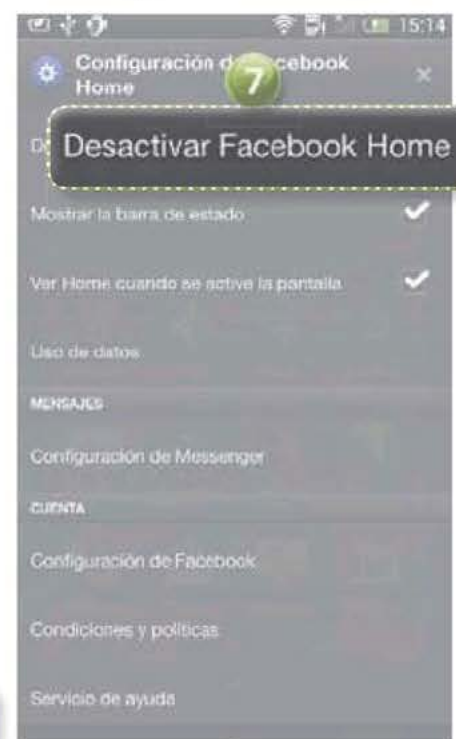 15:14
Configuración d cebook
Home
7
Desactivar Facebook Home
Mostrar la barra de estado
Ver Home cuando se active la pantalla
Uso de datos
MENSAJES
Configuración de Messenger
CUENTA
Configuración de Facebook
Condiciones y políticas
Servicio de ayuda